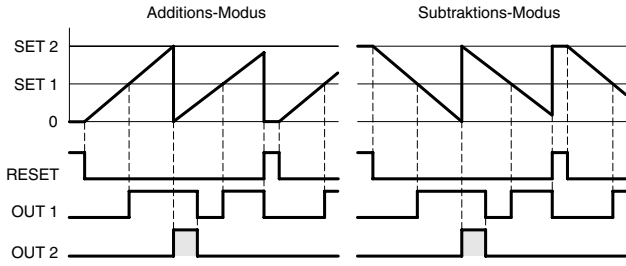 Additions-Modus
Subtraktions-Modus
SET 2
SET 1
0
RESET
OUT 1
OUT 2